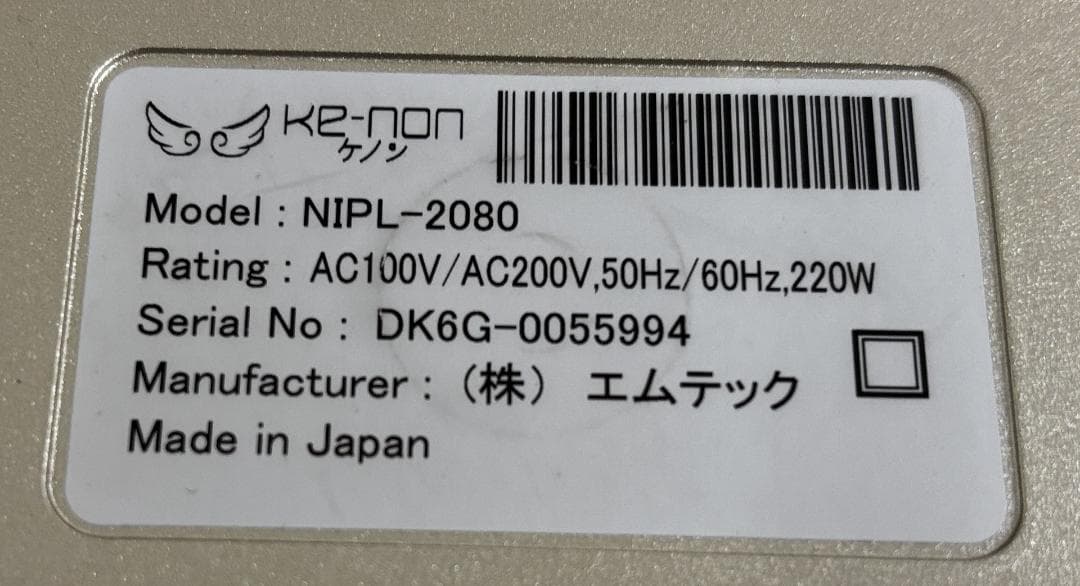 ke-non
ケノン
Model : NIPL-2080
Rating : AC100V/AC200V,50Hz/60Hz,220W
Serial No : DK6G-0055994
Manufacturer : (株) エムテック
Made in Japan